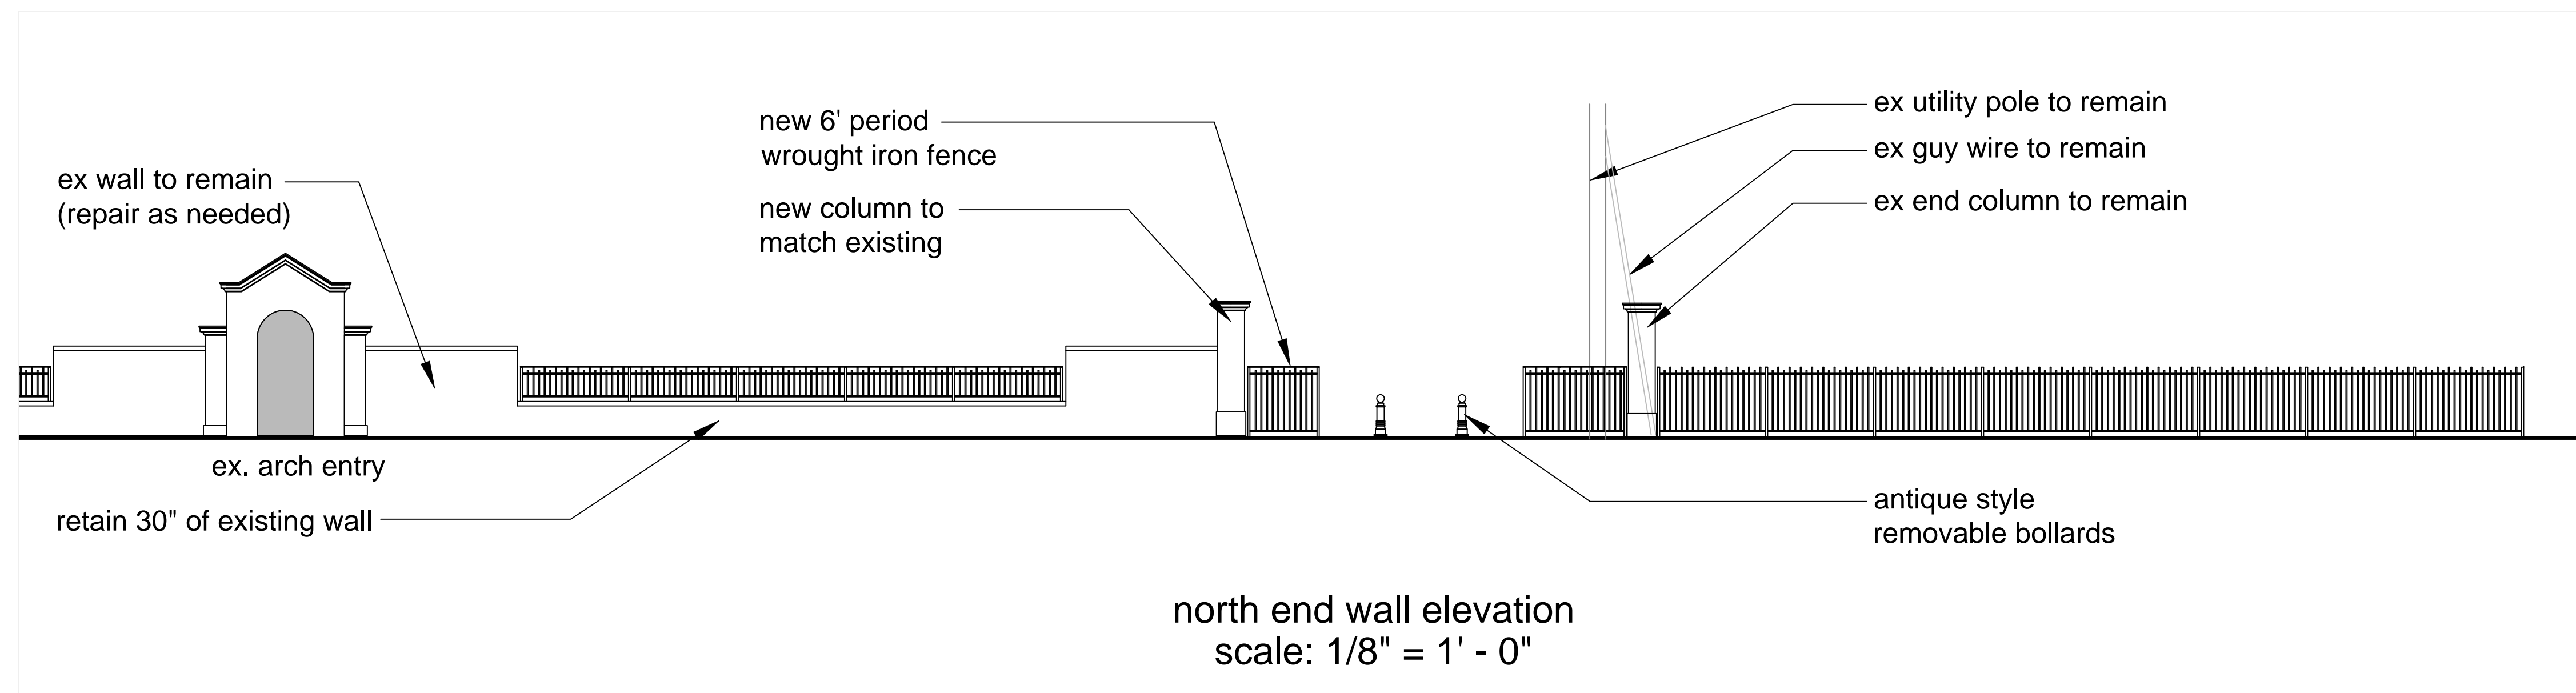 ex wall to remain
(repair as needed)
new 6' period
wrought iron fence
new column to
match existing
ex utility pole to remain
ex guy wire to remain
ex end column to remain
ex. arch entry
retain 30" of existing wall
antique style
removable bollards
north end wall elevation
scale: 1/8" = 1' - 0"